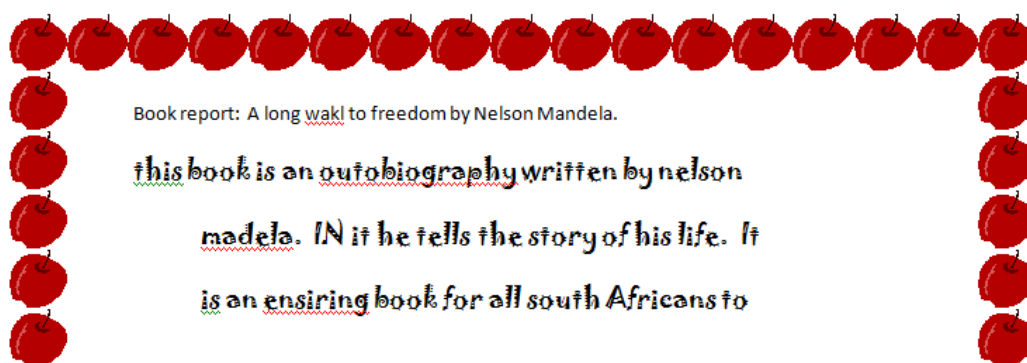 Book report: A long wakl to freedom by Nelson Mandela.
this book is an outobiography written by nelson
madela. IN it he tells the story of his life. It
is an ensiring book for all south Africans to